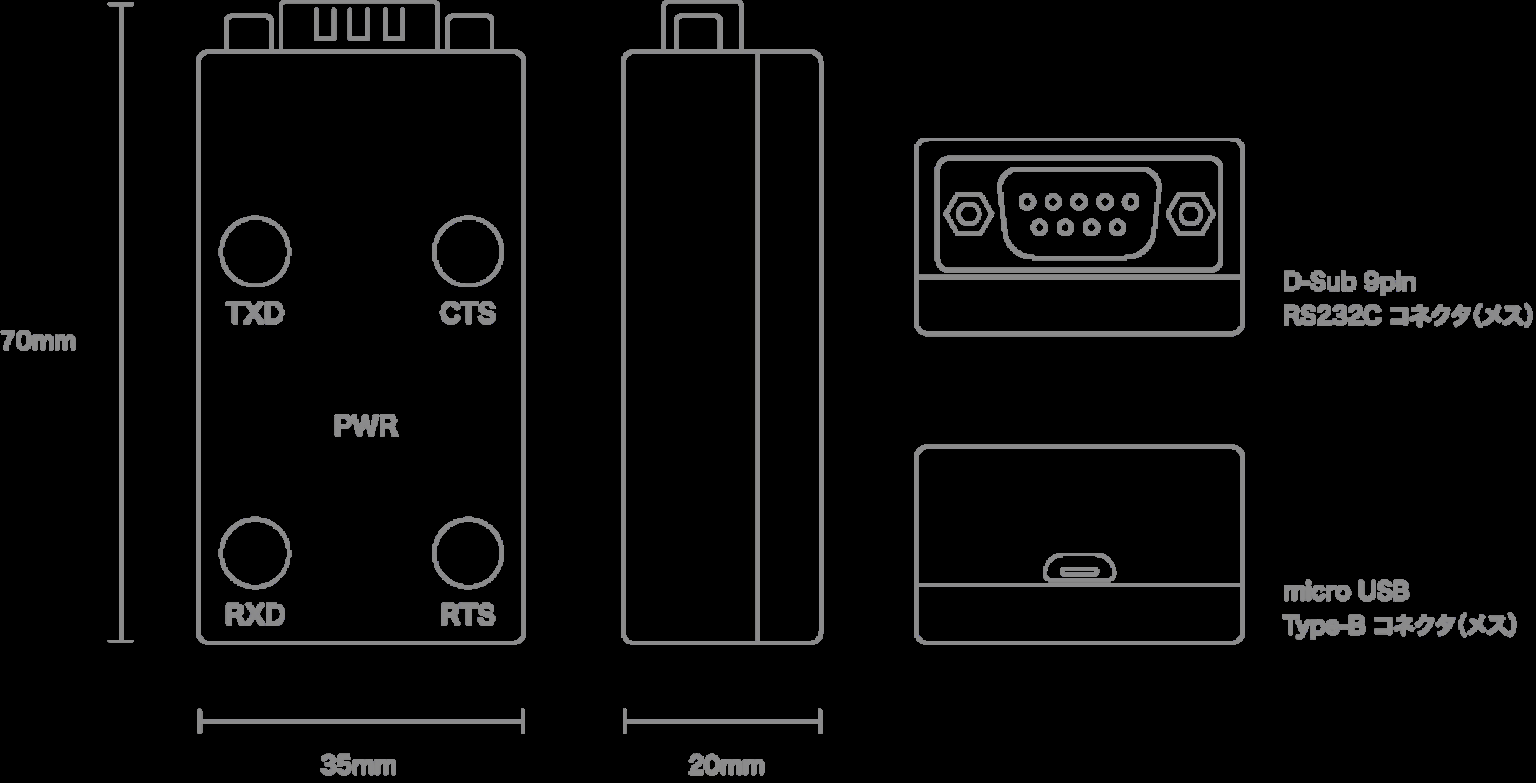 70mm
TXD
CTS
PWR
RXD
RTS
35mm
20mm
D-Sub 9pin
RS232C コネクタ(メス)
micro USB
Type-B コネクタ(メス)